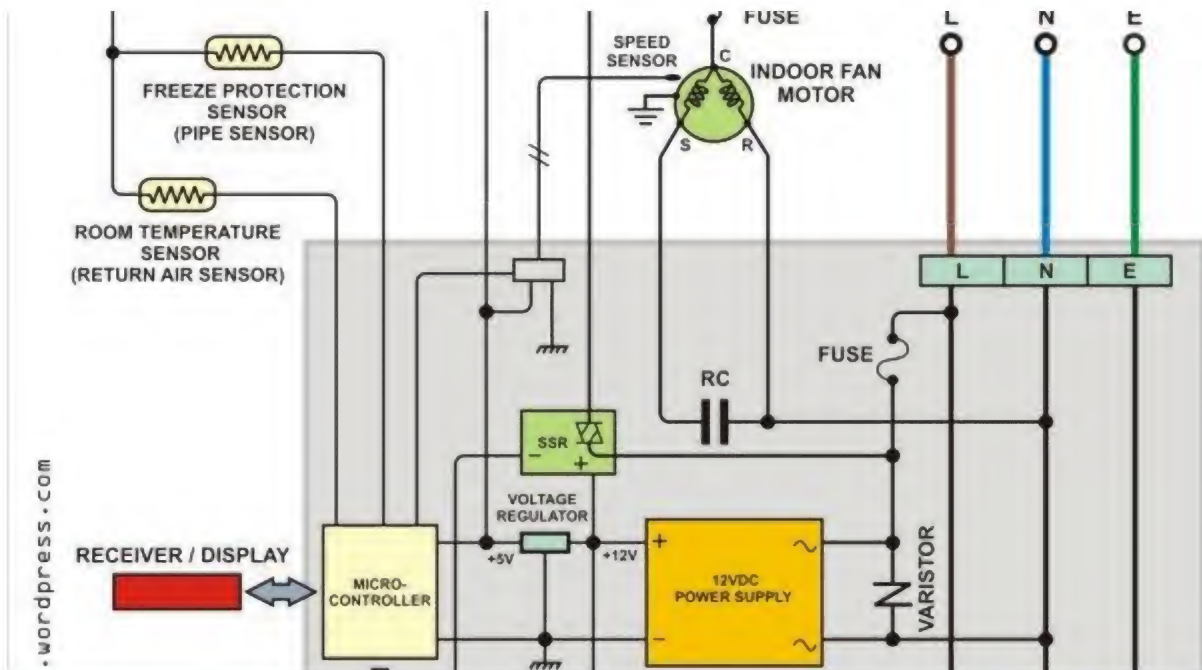 FUSE
L
N
E
SPEED
SENSOR
C
INDOOR FAN
MOTOR
FREEZE PROTECTION
SENSOR
(PIPE SENSOR)
S
R
ROOM TEMPERATURE
SENSOR
(RETURN AIR SENSOR)
L
N
E
FUSE
RC
SSR
−
+
VOLTAGE
REGULATOR
RECEIVER / DISPLAY
+5V
+12V
+
MICRO-
CONTROLLER
12VDC
POWER SUPPLY
−
VARISTOR
.wordpress.com